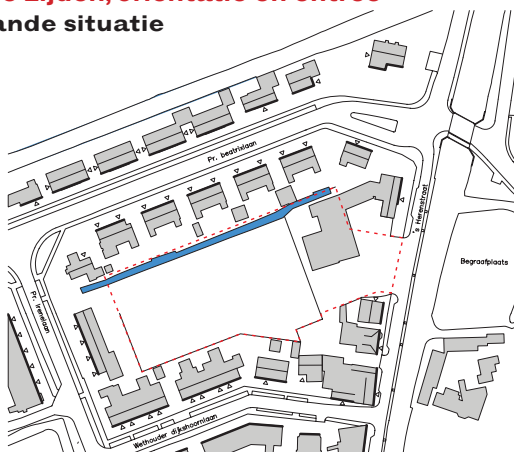 zijden, oriëntatie en entree
ande situatie
Pr. beatrixlaan
's Herenstraat
Begraafplaats
Pr. Irenelaan
Wethouder dijkshoornlaan